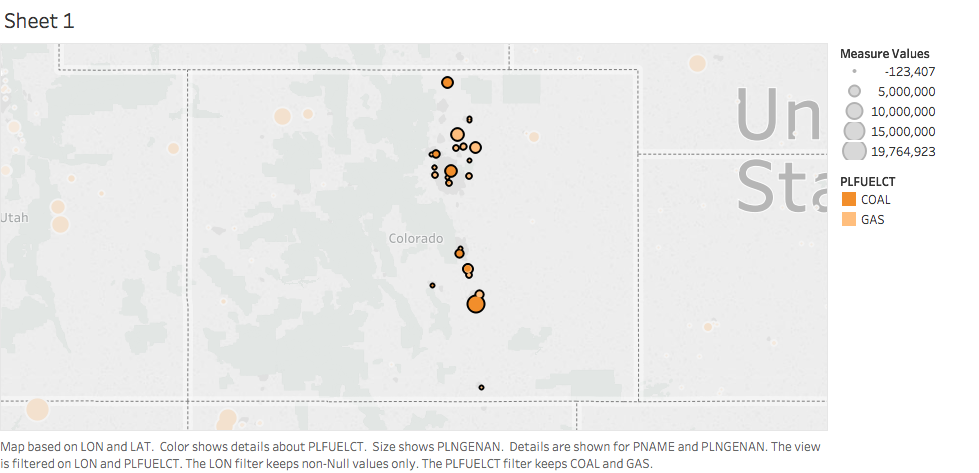 Sheet 1
Measure Values
-123,407
5,000,000
10,000,000
15,000,000
19,764,923
PLFUELCT
COAL
GAS
Un
Sta
Utah
Colorado
Map based on LON and LAT.  Color shows details about PLFUELCT.  Size shows PLNGENAN.  Details are shown for PNAME and PLNGENAN. The view
is filtered on LON and PLFUELCT. The LON filter keeps non-Null values only. The PLFUELCT filter keeps COAL and GAS.